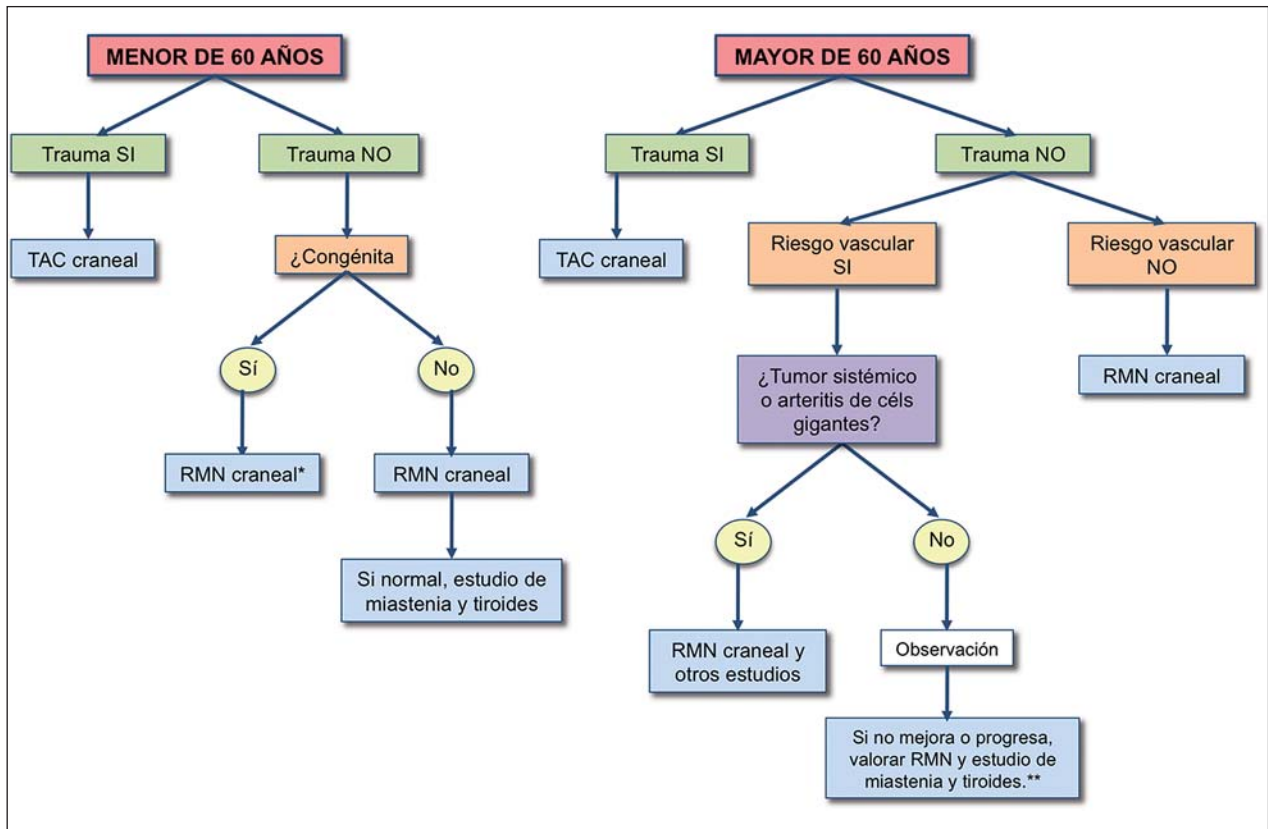 MENOR DE 60 AÑOS
Trauma SI
Trauma NO
TAC craneal
¿Congénita
Sí
No
RMN craneal*
RMN craneal
Si normal, estudio de
miastenia y tiroides
MAYOR DE 60 AÑOS
Trauma SI
Trauma NO
TAC craneal
Riesgo vascular
SI
Riesgo vascular
NO
¿Tumor sistémico
o arteritis de céls
gigantes?
RMN craneal
Sí
No
RMN craneal y
otros estudios
Observación
Si no mejora o progresa,
valorar RMN y estudio de
miastenia y tiroides.**